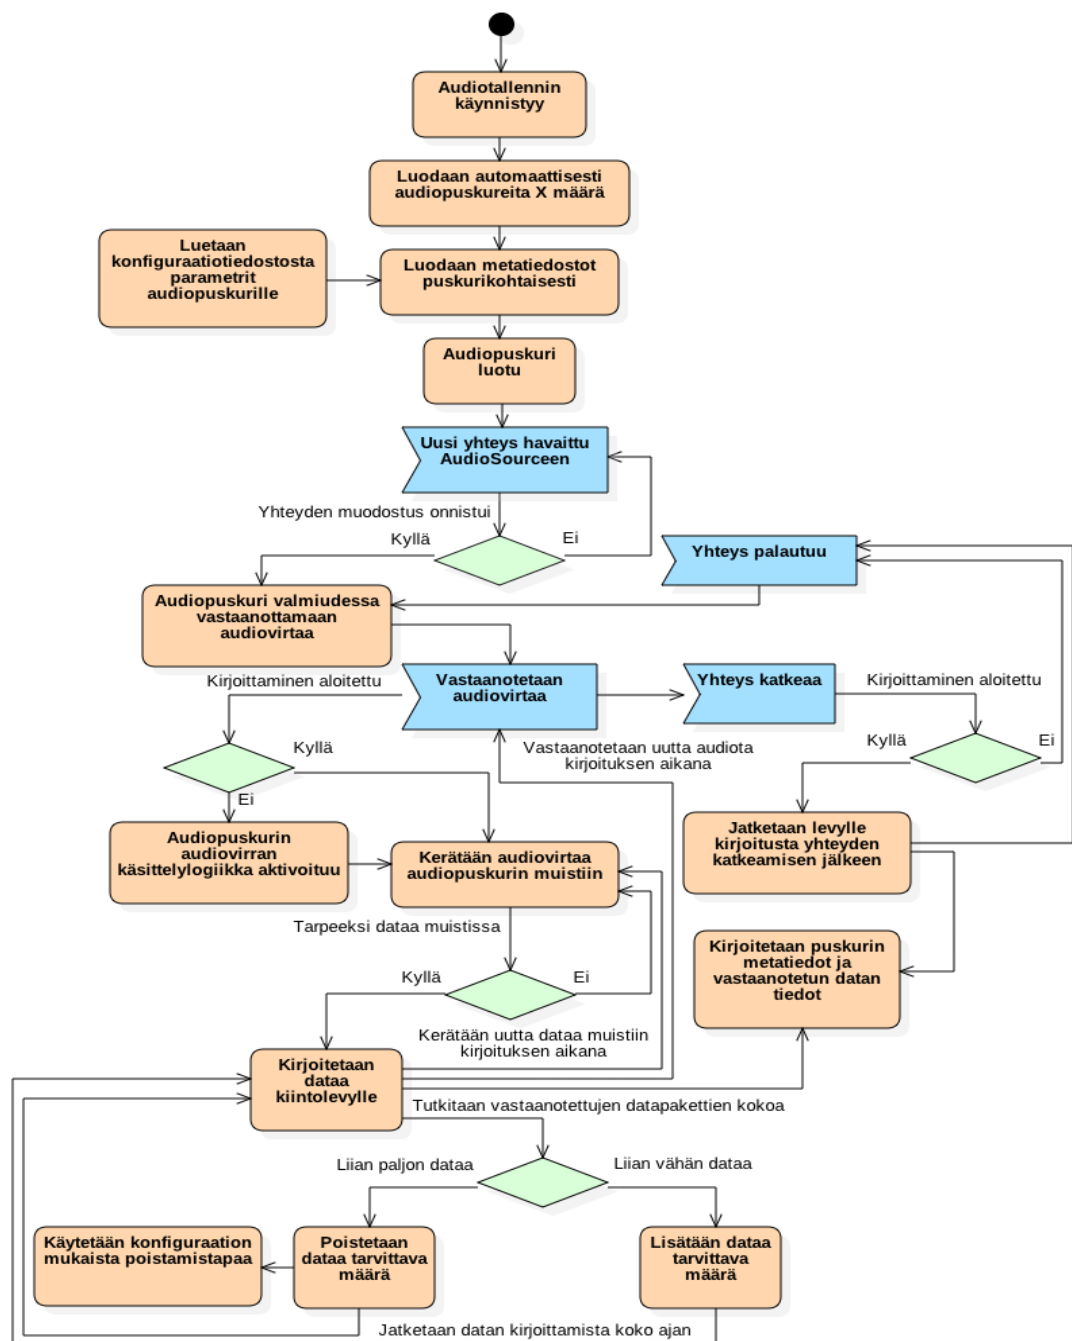 Audiotallennin
käynnistyy
Luodaan automaattisesti
audiopuskureita X määrä
Luetaan
konfiguraatiotiedostosta
parametrit
audiopuskurille
Luodaan metatiedostot
puskurikohtaisesti
Audiopuskuri
luotu
Uusi yhteys havaittu
AudioSourceen
Yhteyden muodostus onnistui
Kyllä
Ei
Yhteys palautuu
Audiopuskuri valmiudessa
vastaanottamaan
audiovirtaa
Kirjoittaminen aloitettu
Vastaanotetaan
audiovirtaa
Yhteys katkeaa
Kirjoittaminen aloitettu
Kyllä
Ei
Vastaanotetaan uutta audiota
kirjoituksen aikana
Kyllä
Ei
Audiopuskurin
audiovirran
käsittelylogiikka aktivoituu
Kerätään audiovirtaa
audiopuskurin muistiin
Jatketaan levylle
kirjoitusta yhteyden
katkeamisen jälkeen
Tarpeeksi dataa muistissa
Kyllä
Ei
Kirjoitetaan puskurin
metatiedot ja
vastaanotetun datan
tiedot
Kerätään uutta dataa muistiin
kirjoituksen aikana
Kirjoitetaan
dataa
kiintolevylle
Tutkitaan vastaanotettujen datapakettien kokoa
Liian paljon dataa
Liian vähän dataa
Käytetään konfiguraation
mukaista poistamistapaa
Poistetaan
dataa tarvittava
määrä
Lisätään dataa
tarvittava
määrä
Jatketaan datan kirjoittamista koko ajan